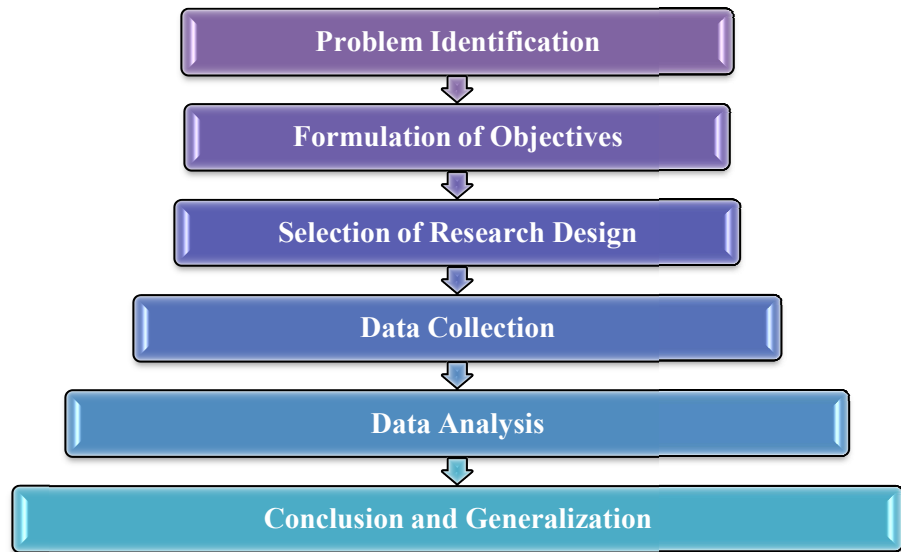 Problem Identification
Formulation of Objectives
Selection of Research Design
Data Collection
Data Analysis
Conclusion and Generalization